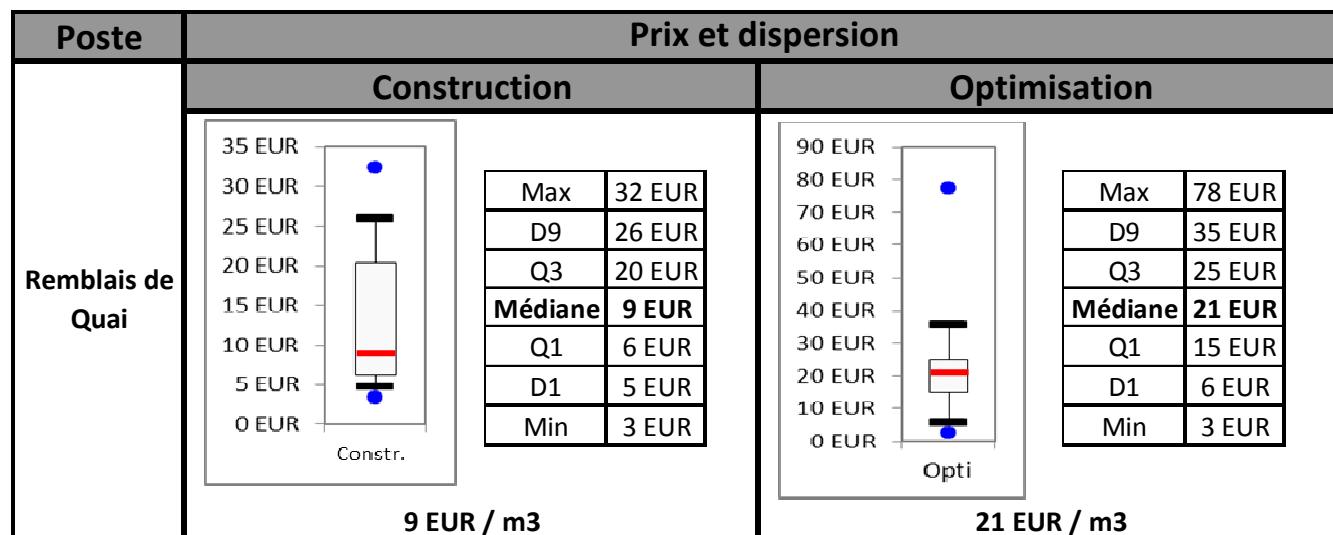 Poste
Prix et dispersion
Construction
Optimisation
Remblais de
Quai
35 EUR
30 EUR
25 EUR
20 EUR
15 EUR
10 EUR
5 EUR
0 EUR
Constr.
Max 32 EUR
D9 26 EUR
Q3 20 EUR
Médiane 9 EUR
Q1 6 EUR
D1 5 EUR
Min 3 EUR
9 EUR / m3
90 EUR
80 EUR
70 EUR
60 EUR
50 EUR
40 EUR
30 EUR
20 EUR
10 EUR
0 EUR
Opti
Max 78 EUR
D9 35 EUR
Q3 25 EUR
Médiane 21 EUR
Q1 15 EUR
D1 6 EUR
Min 3 EUR
21 EUR / m3